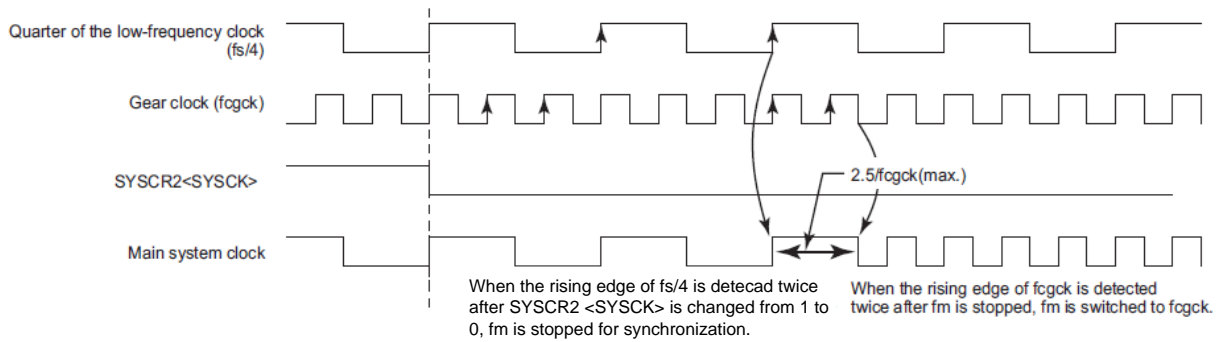 Quarter of the low-frequency clock
(fs/4)
Gear clock (fcgck)
2.5/fcgck(max.)
SYSCR2<SYSCK>
Main system clock
When the rising edge of fs/4 is detecad twice
after SYSCR2 <SYSCK> is changed from 1 to
0, fm is stopped for synchronization.
When the rising edge of fcgck is detected
twice after fm is stopped, fm is switched to fcgck.